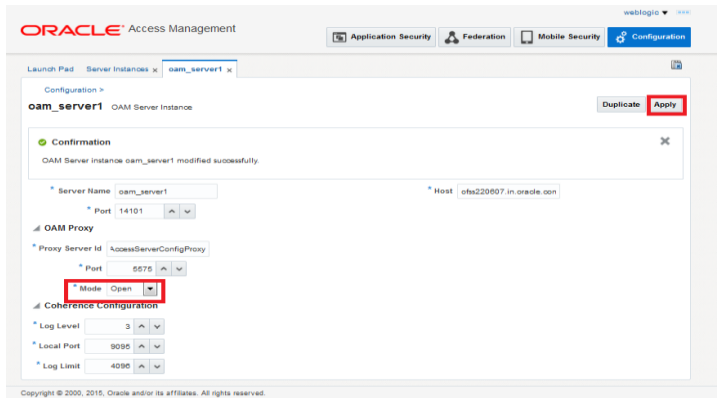 weblogic
ORACLE Access Management
Application Security Federation Mobile Security Configuration
Launch Pad Server Instances x oam_server1 x
Configuration >
oam_server1 OAM Server Instance Duplicate Apply
Confirmation
OAM Server instance oam_server1 modified successfully.
* Server Name oam_server1 * Host ofss220607.in.oracle.con
* Port 14101
OAM Proxy
* Proxy Server Id AccessServerConfigProxy
* Port 5575
* Mode Open
Coherence Configuration
* Log Level 3
* Local Port 9095
* Log Limit 4096
Copyright © 2000, 2015, Oracle and/or its affiliates. All rights reserved.